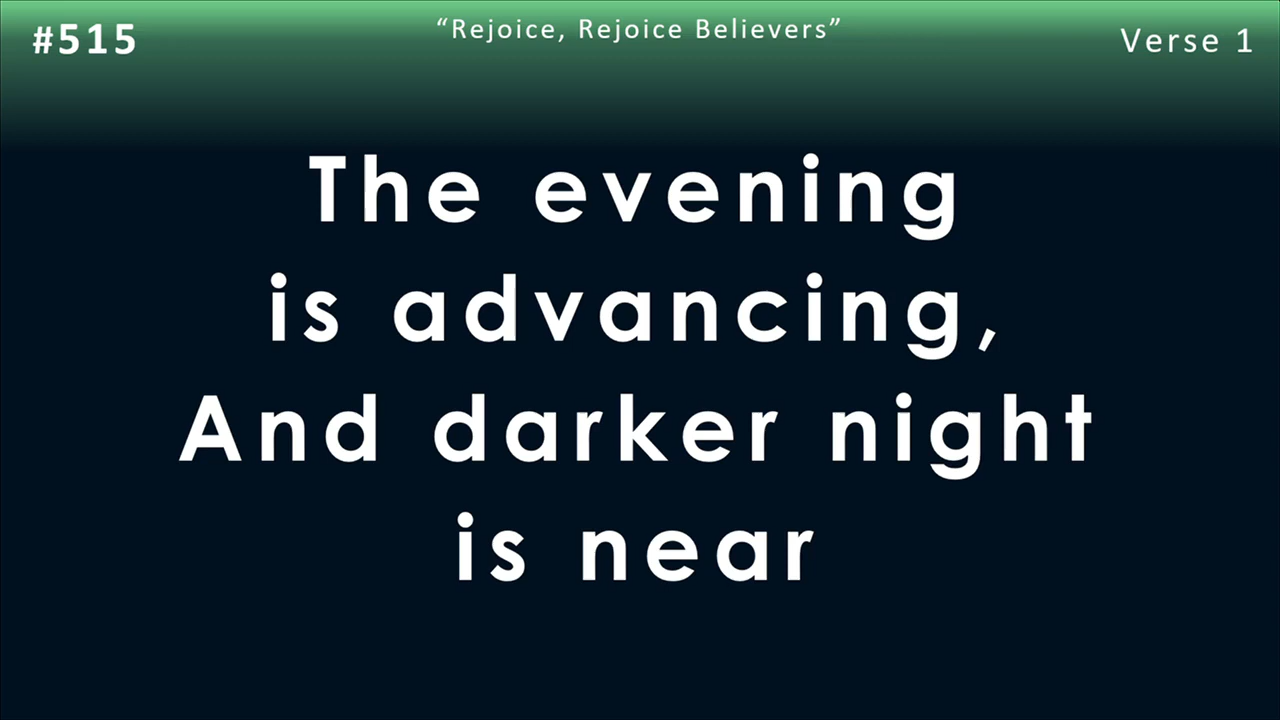 #515
“Rejoice, Rejoice Believers”
Verse 1
The evening
is advancing,
And darker night
is near